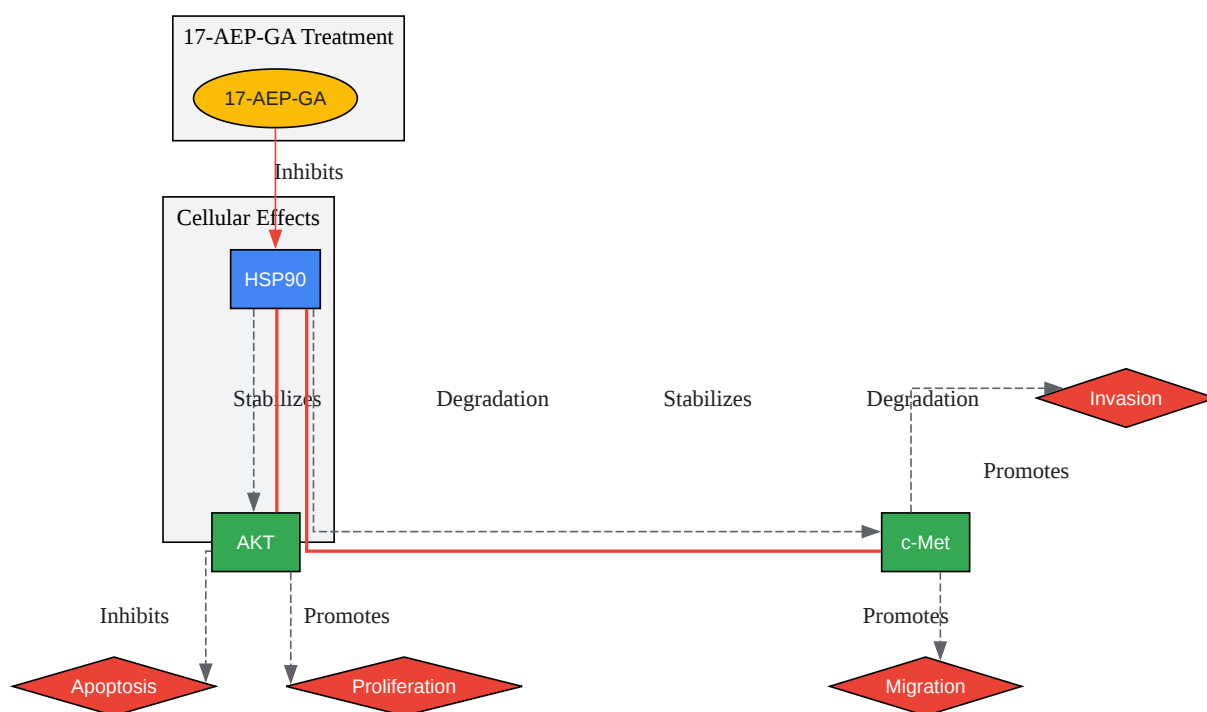 17-AEP-GA Treatment
17-AEP-GA
Inhibits
Cellular Effects
HSP90
Stabilizes
Degradation
Stabilizes
Degradation
Invasion
Promotes
AKT
c-Met
Inhibits
Promotes
Promotes
Apoptosis
Proliferation
Migration